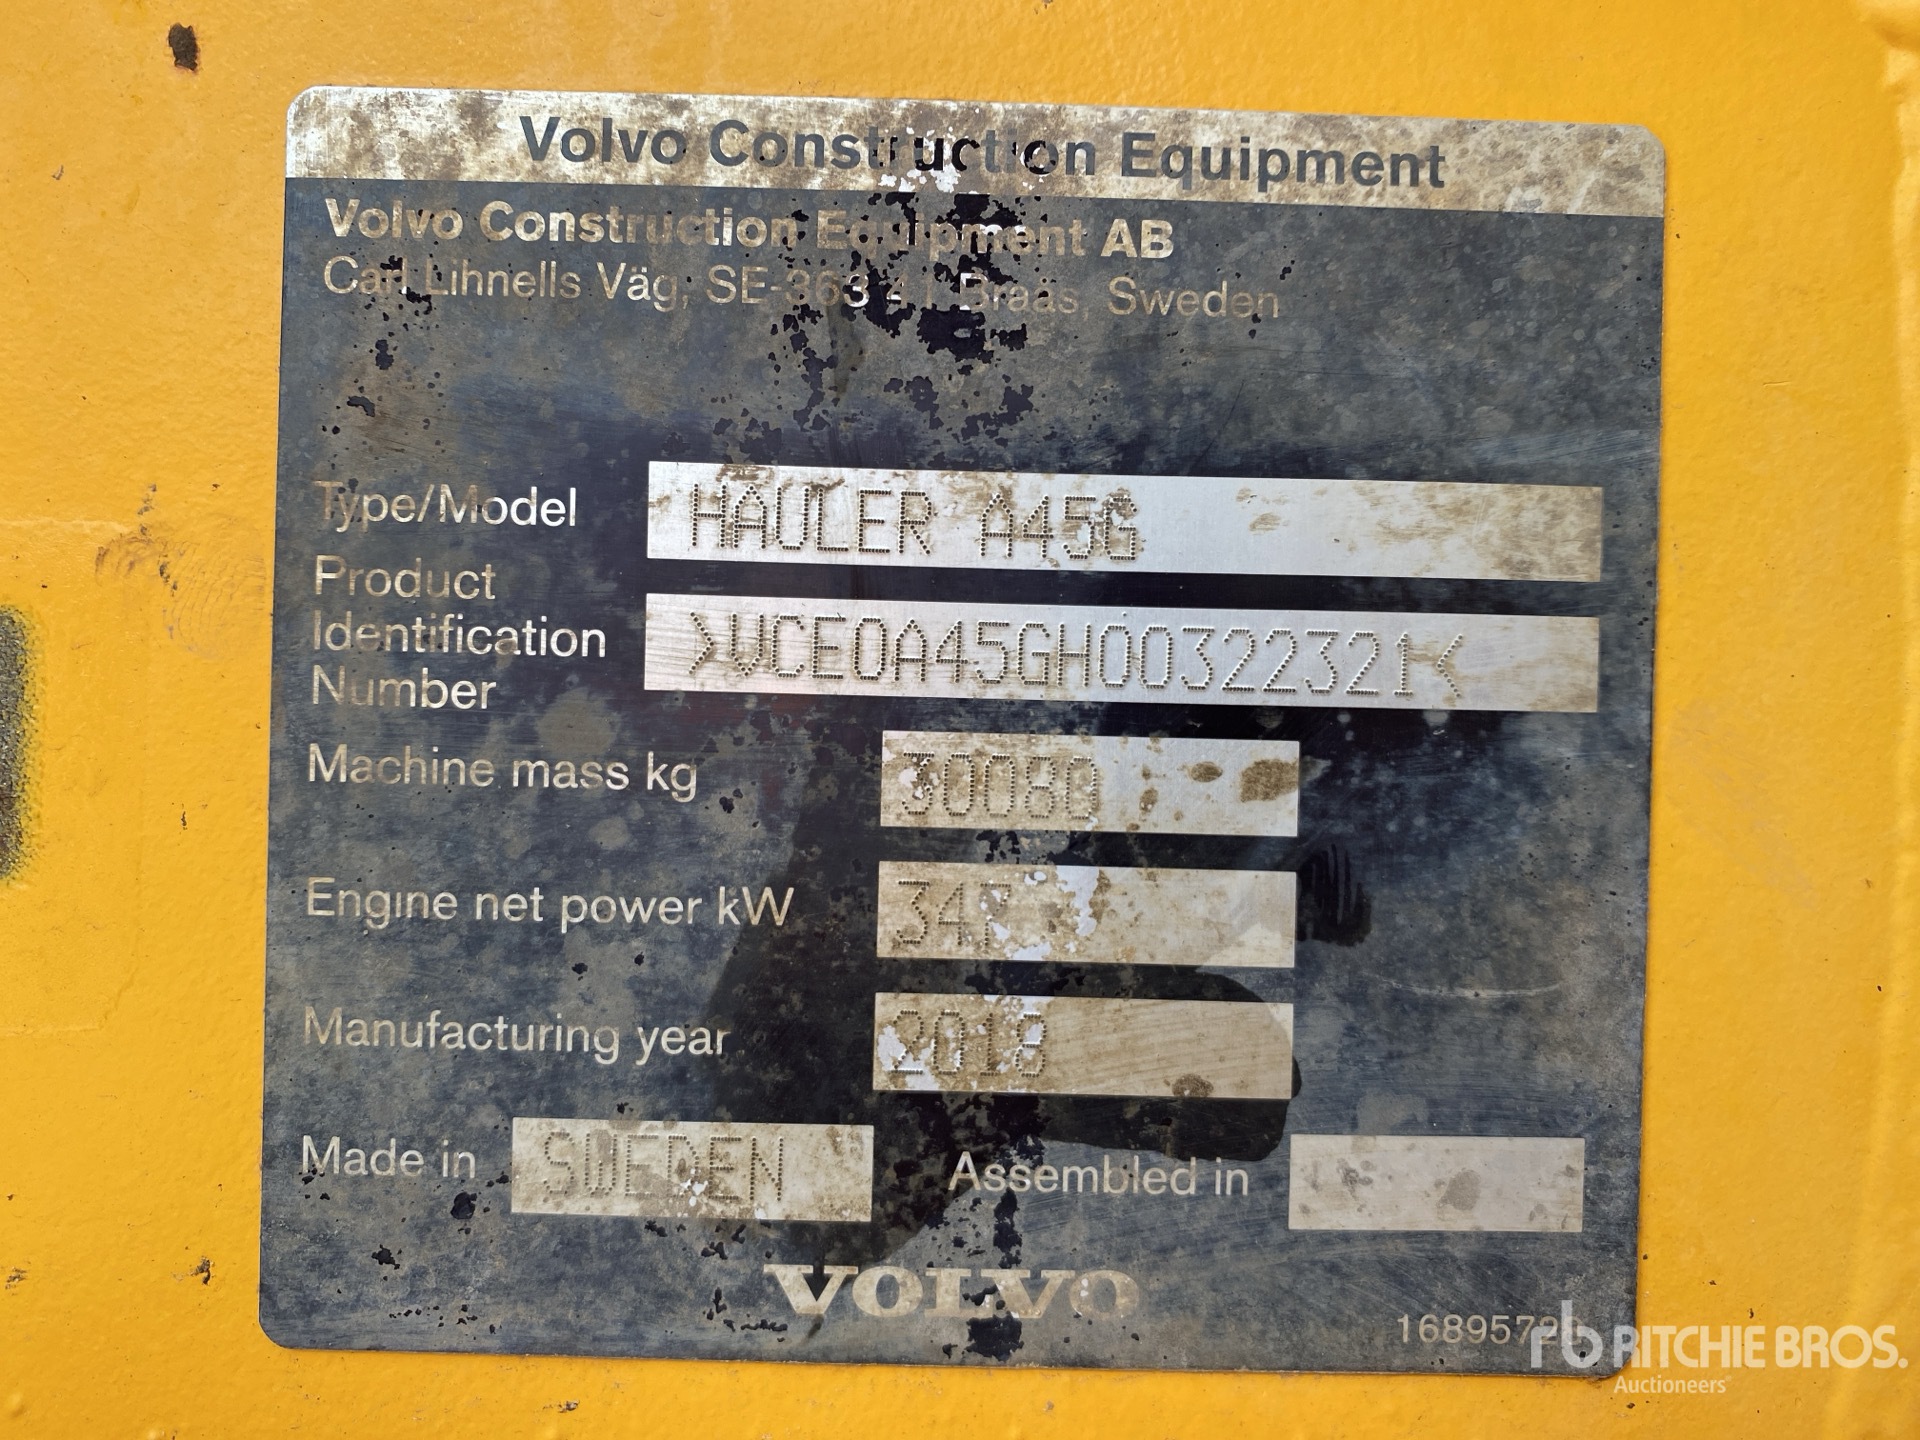 Volvo Construction Equipment
Volvo Construction Equipment AB
Carl Lihnells Väg, SE-363 41 Braås, Sweden
Type/Model HAULER A45G
Product
Identification >VCE0A45GH00322321<
Number
Machine mass kg 30080
Engine net power kW
Manufacturing year 2018
Made in SWEDEN Assembled in
VOLVO
rb RITCHIE BROS.
Auctioneers